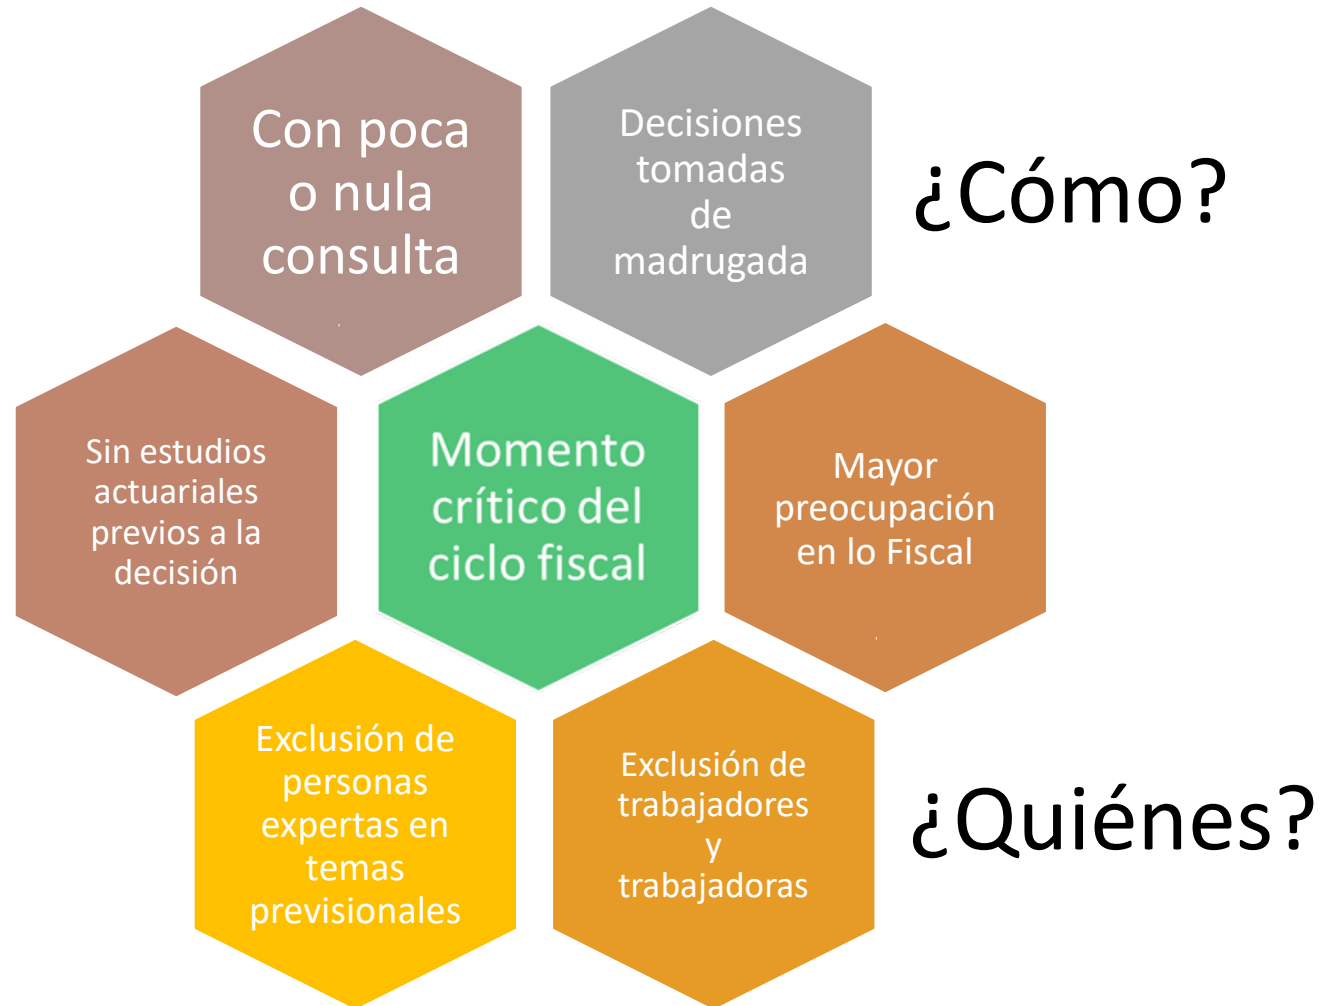 Con poca
o nula
consulta
Decisiones
tomadas
de
madrugada
¿Cómo?
Sin estudios
actuariales
previos a la
decisión
Momento
crítico del
ciclo fiscal
Mayor
preocupación
en lo Fiscal
Exclusión de
personas
expertas en
temas
previsionales
Exclusión de
trabajadores
y
trabajadoras
¿Quiénes?